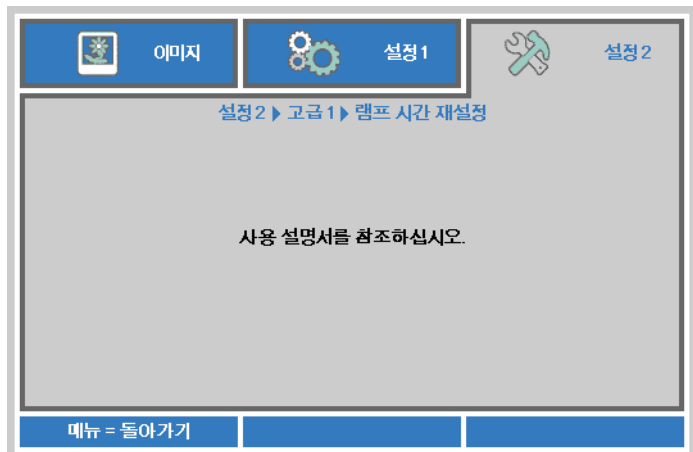 이미지
설정 1
설정 2
설정 2 ▶ 고급 1 ▶ 램프 시간 재설정
사용 설명서를 참조하십시오.
메뉴 = 돌아가기